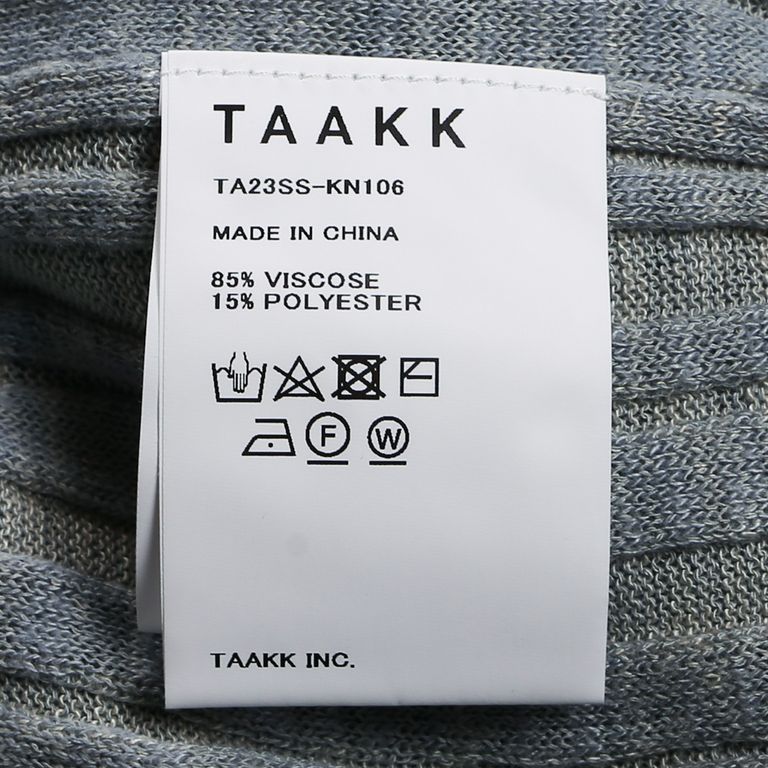 TAAKK
TA23SS-KN106
MADE IN CHINA
85% VISCOSE
15% POLYESTER
F W
TAAKK INC.